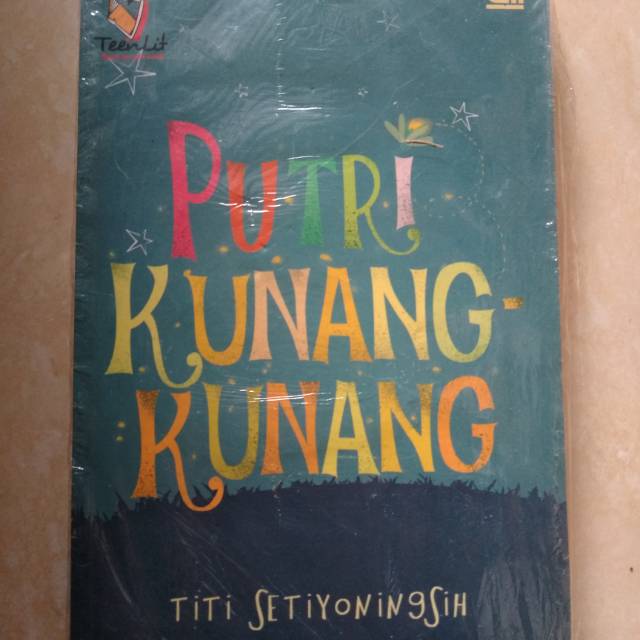 TeenLit
PUTRI
KUNANG-
KUNANG
TiTi SETiYONiNgSiH